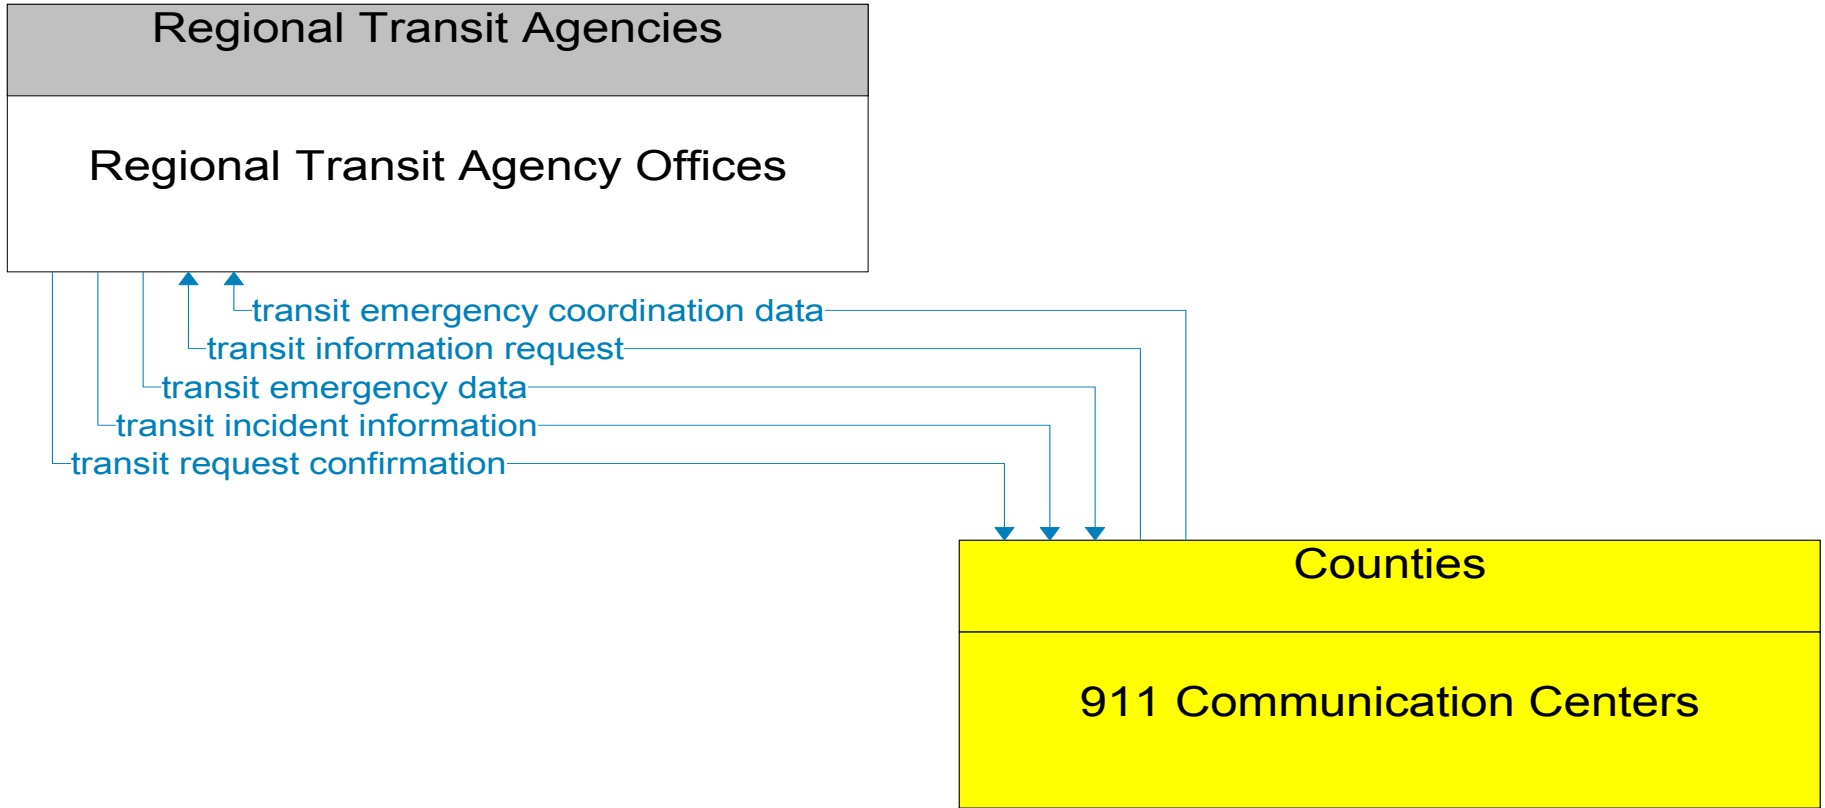 Regional Transit Agencies
Regional Transit Agency Offices
transit emergency coordination data
transit information request
transit emergency data
transit incident information
transit request confirmation
Counties
911 Communication Centers